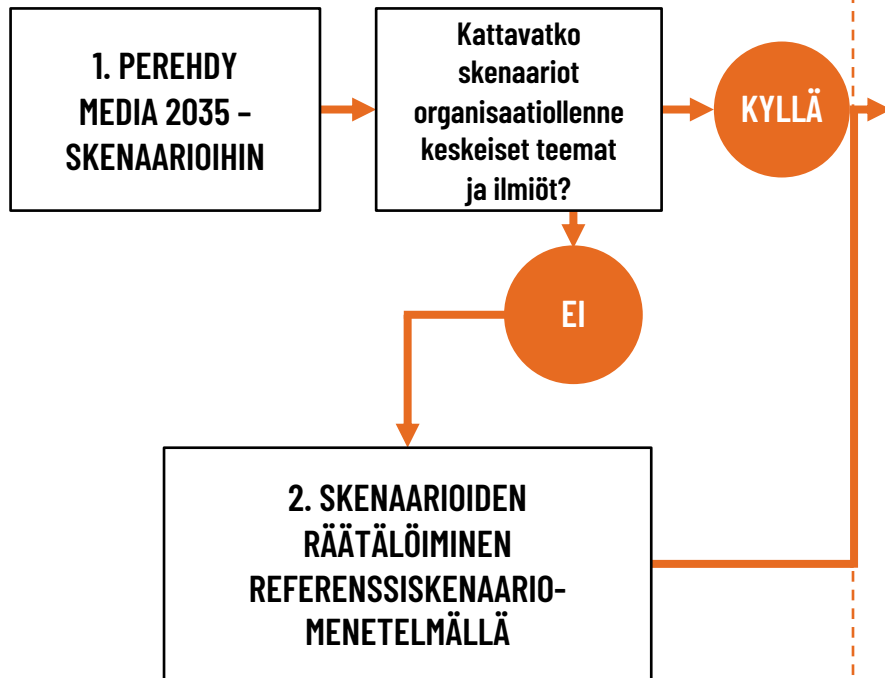 1. PEREHDY
MEDIA 2035 –
SKENAARIOIHIN
Kattavatko
skenaariot
organisaatiollenne
keskeiset teemat
ja ilmiöt?
KYLLÄ
EI
2. SKENAARIOIDEN
RÄÄTÄLÖIMINEN
REFERENSSISKENAARIO-
MENETELMÄLLÄ